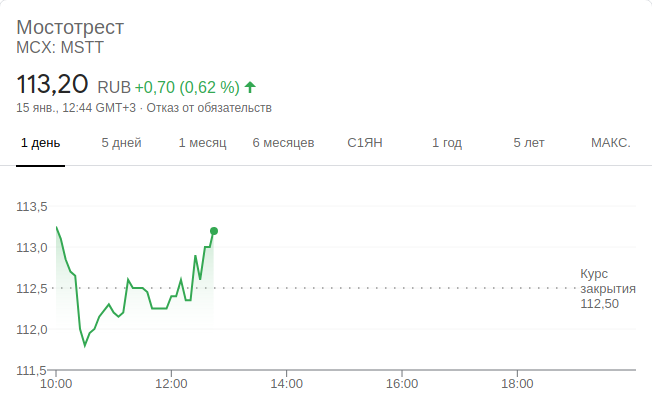 Мостотрест
MCX: MSTT
113,20 RUB +0,70 (0,62 %)
15 янв., 12:44 GMT+3 · Отказ от обязательств
1 день 5 дней 1 месяц 6 месяцев С1ЯН 1 год 5 лет МАКС.
113,5
113,0
112,5
112,0
111,5
Курс
закрытия
112,50
10:00 12:00 14:00 16:00 18:00